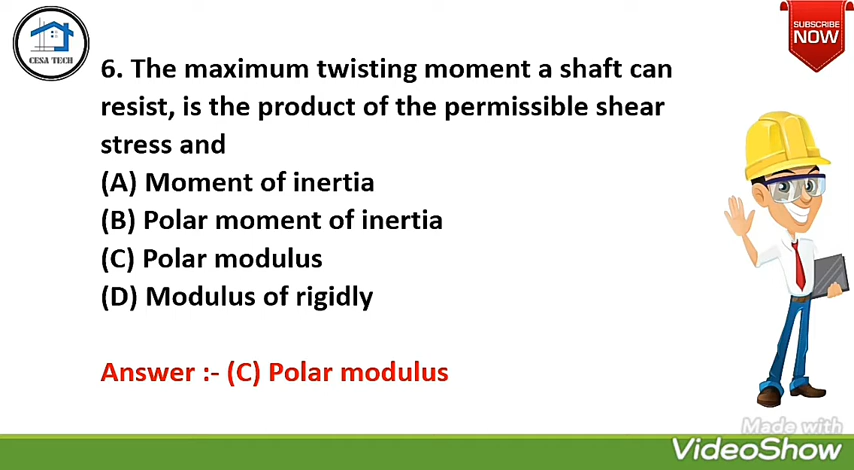 CESA TECH
SUBSCRIBE
NOW
6. The maximum twisting moment a shaft can
resist, is the product of the permissible shear
stress and
(A) Moment of inertia
(B) Polar moment of inertia
(C) Polar modulus
(D) Modulus of rigidly
Answer :- (C) Polar modulus
Made with
VideoShow